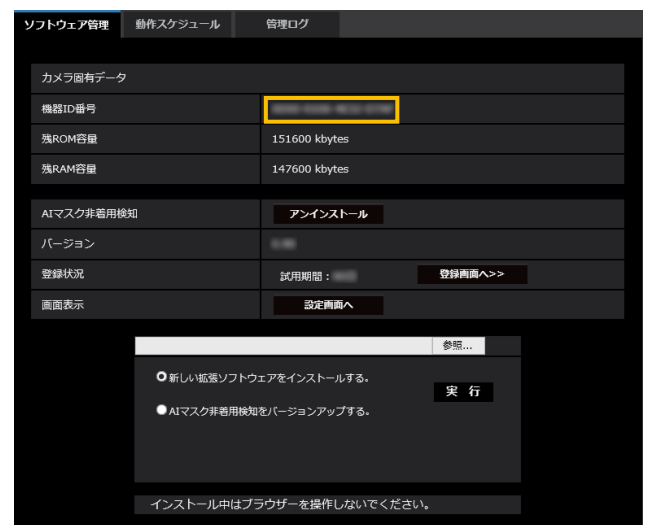 ソフトウェア管理 動作スケジュール 管理ログ
カメラ固有データ
機器ID番号
残ROM容量 151600 kbytes
残RAM容量 147600 kbytes
AIマスク非着用検知 アンインストール
バージョン
登録状況 試用期間： 登録画面へ>>
画面表示 設定画面へ
参照...
新しい拡張ソフトウェアをインストールする。
実 行
AIマスク非着用検知をバージョンアップする。
インストール中はブラウザーを操作しないでください。